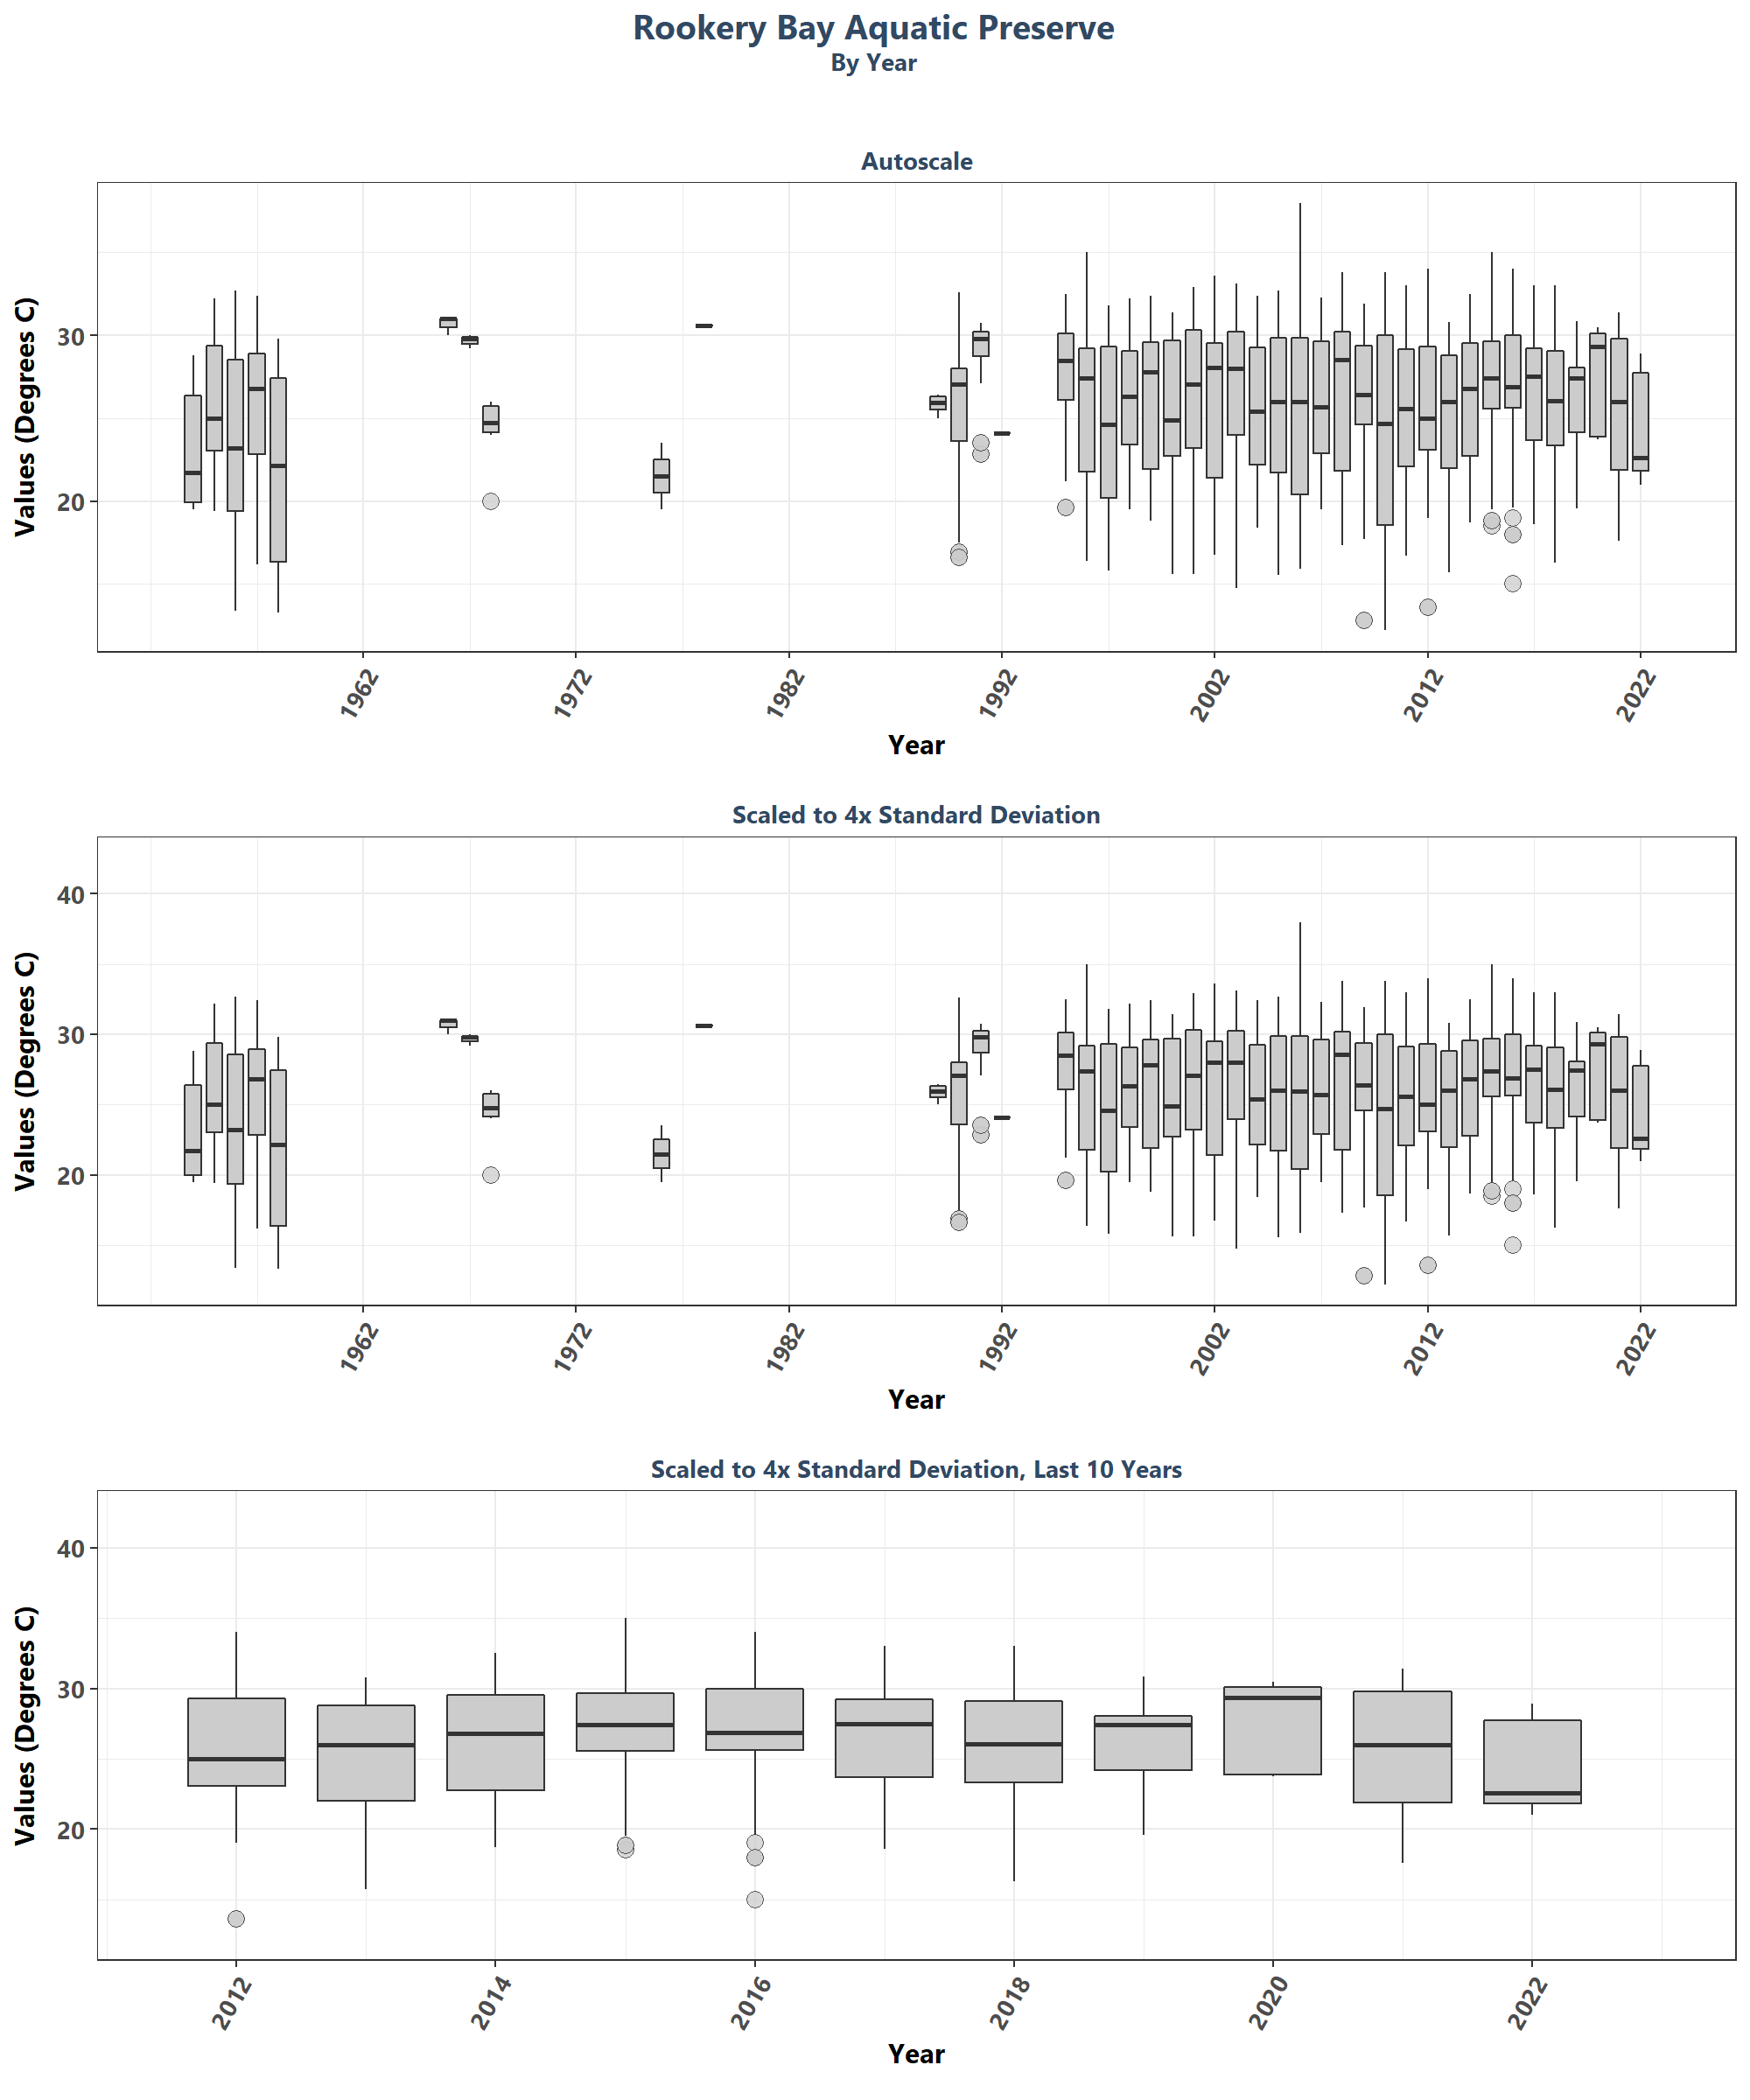 Rookery Bay Aquatic Preserve
By Year
Autoscale
Values (Degrees C)
30
20
1962
1972
1982
1992
2002
2012
2022
Year
Scaled to 4x Standard Deviation
Values (Degrees C)
40
30
20
1962
1972
1982
1992
2002
2012
2022
Year
Scaled to 4x Standard Deviation, Last 10 Years
Values (Degrees C)
40
30
20
2012
2014
2016
2018
2020
2022
Year